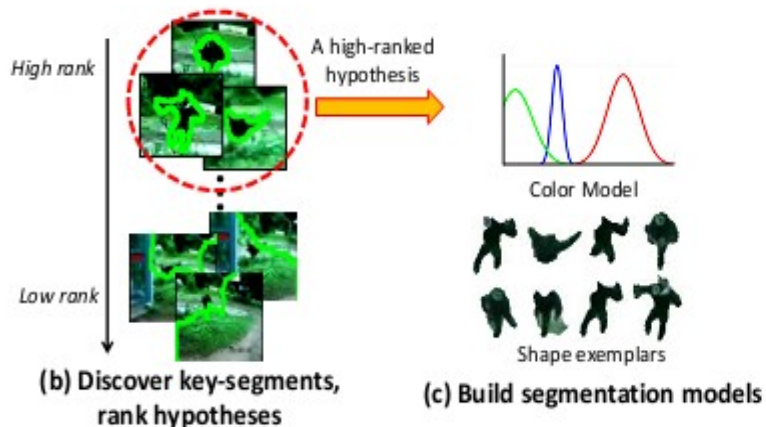 High rank
A high-ranked
hypothesis
Color Model
Low rank
Shape exemplars
(b) Discover key-segments,
rank hypotheses
(c) Build segmentation models